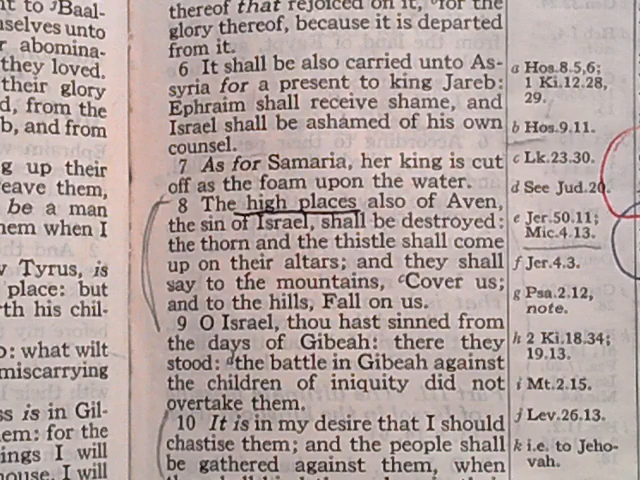 nt to Baal-
nselves unto
r abomina-
they loved.
their glory
d, from the
b, and from
g up their
eave them,
be a man
hem when I
Tyrus, is
place: but
rth his chil-
o: what wilt
miscarrying
ss is in Gil-
em: for the
ings I will
house, I will
thereof that rejoiced on it, for the
glory thereof, because it is departed
from it.
6 It shall be also carried unto As-
syria for a present to king Jareb:
Ephraim shall receive shame, and
Israel shall be ashamed of his own
counsel.
7 As for Samaria, her king is cut
off as the foam upon the water.
8 The high places also of Aven,
the sin of Israel, shall be destroyed:
the thorn and the thistle shall come
up on their altars; and they shall
say to the mountains, cCover us;
and to the hills, Fall on us.
9 O Israel, thou hast sinned from
the days of Gibeah: there they
stood: dthe battle in Gibeah against
the children of iniquity did not
overtake them.
10 It is in my desire that I should
chastise them; and the people shall
be gathered against them, when
a Hos.8.5,6;
1 Ki.12.28,
29.
b Hos.9.11.
c Lk.23.30.
d See Jud.20.
e Jer.50.11;
Mic.4.13.
f Jer.4.3.
g Psa.2.12,
note.
h 2 Ki.18.34;
19.13.
i Mt.2.15.
j Lev.26.13.
k i.e. to Jeho-
vah.